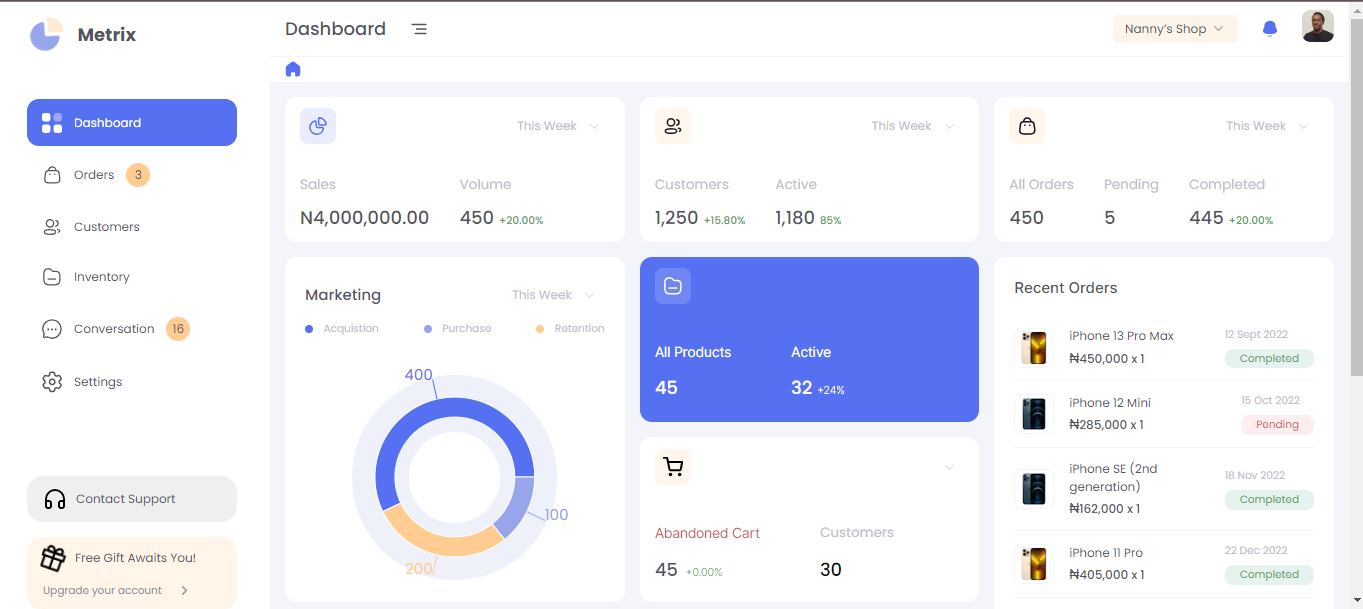 Metrix
Dashboard
Orders 3
Customers
Inventory
Conversation 16
Settings
Contact Support
Free Gift Awaits You!
Upgrade your account
Dashboard
Nanny's Shop
This Week
Sales Volume
N4,000,000.00 450 +20.00%
This Week
Customers Active
1,250 +15.80% 1,180 85%
This Week
All Orders Pending Completed
450 5 445 +20.00%
Marketing This Week
Acquistion Purchase Retention
400
100
200
All Products Active
45 32 +24%
Abandoned Cart Customers
45 +0.00% 30
Recent Orders
iPhone 13 Pro Max 12 Sept 2022
₦450,000 x 1 Completed
iPhone 12 Mini 15 Oct 2022
₦285,000 x 1 Pending
iPhone SE (2nd
generation) 18 Nov 2022
₦162,000 x 1 Completed
iPhone 11 Pro 22 Dec 2022
₦405,000 x 1 Completed